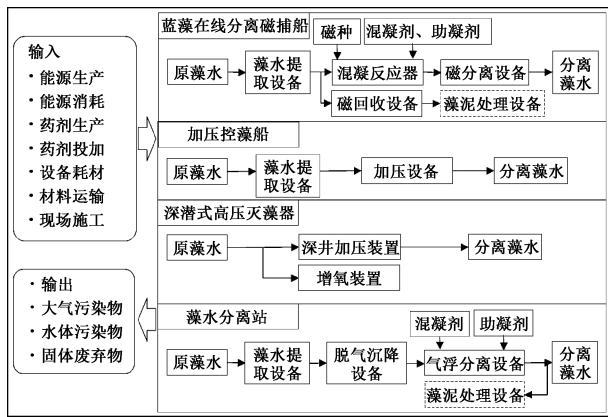 输入
· 能源生产
· 能源消耗
· 药剂生产
· 药剂投加
· 设备耗材
· 材料运输
· 现场施工
· 输出
· 大气污染物
· 水体污染物
· 固体废弃物
蓝藻在线分离磁捕船
磁种
混凝剂、助凝剂
原藻水
藻水提
取设备
混凝反应器
磁分离设备
分离
藻水
磁回收设备
藻泥处理设备
加压控藻船
原藻水
藻水提
取设备
加压设备
分离藻水
深潜式高压灭藻器
原藻水
深井加压装置
分离藻水
增氧装置
藻水分离站
混凝剂
助凝剂
原藻水
藻水提
取设备
脱气沉降
设备
气浮分离设备
分离
藻水
藻泥处理设备